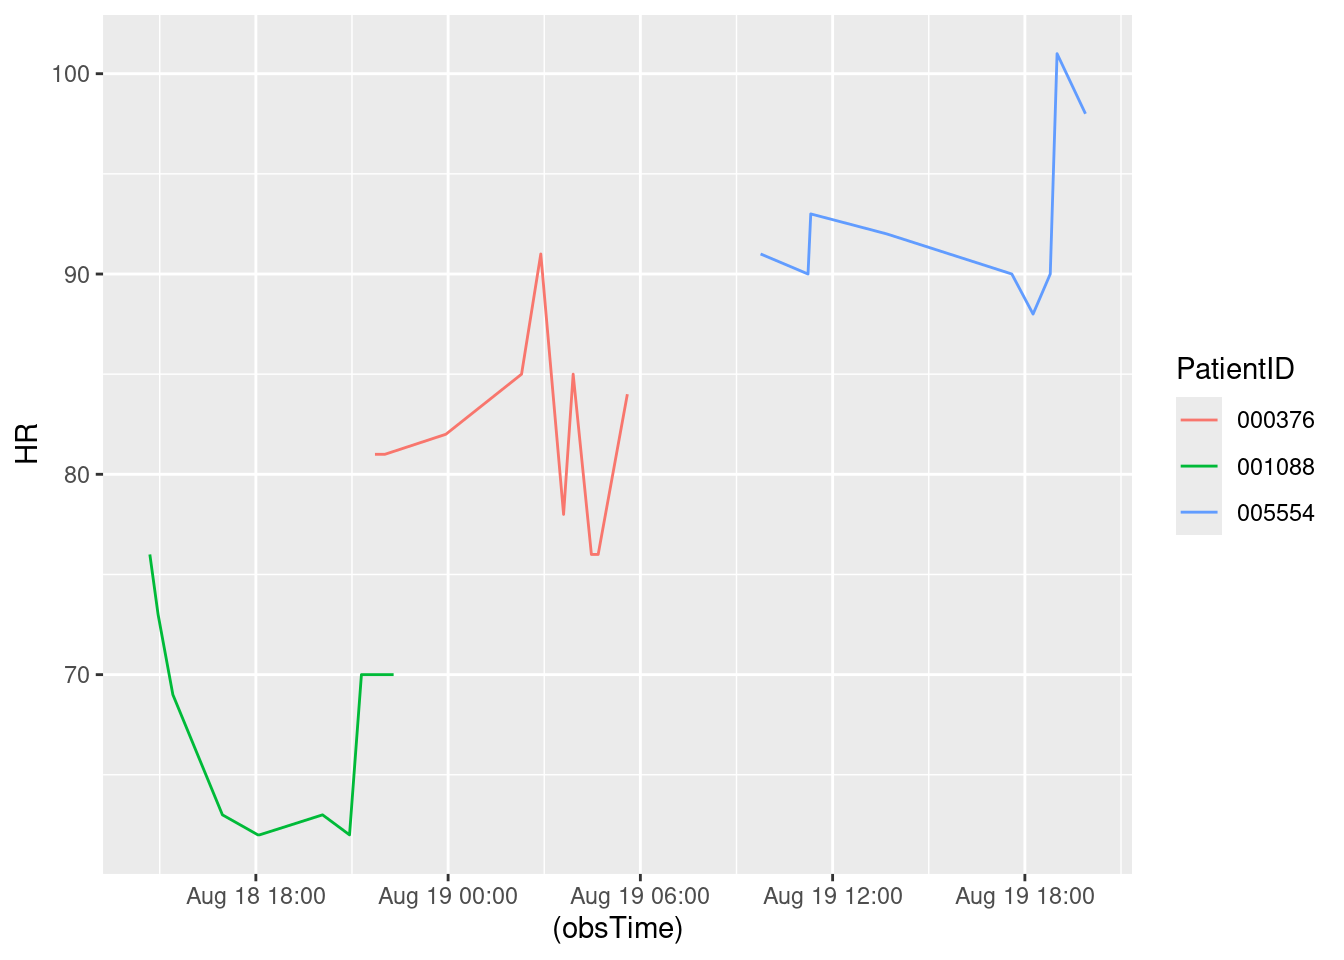 HR
100
90
80
70
Aug 18 18:00
Aug 19 00:00
Aug 19 06:00
Aug 19 12:00
Aug 19 18:00
(obsTime)
PatientID
000376
001088
005554